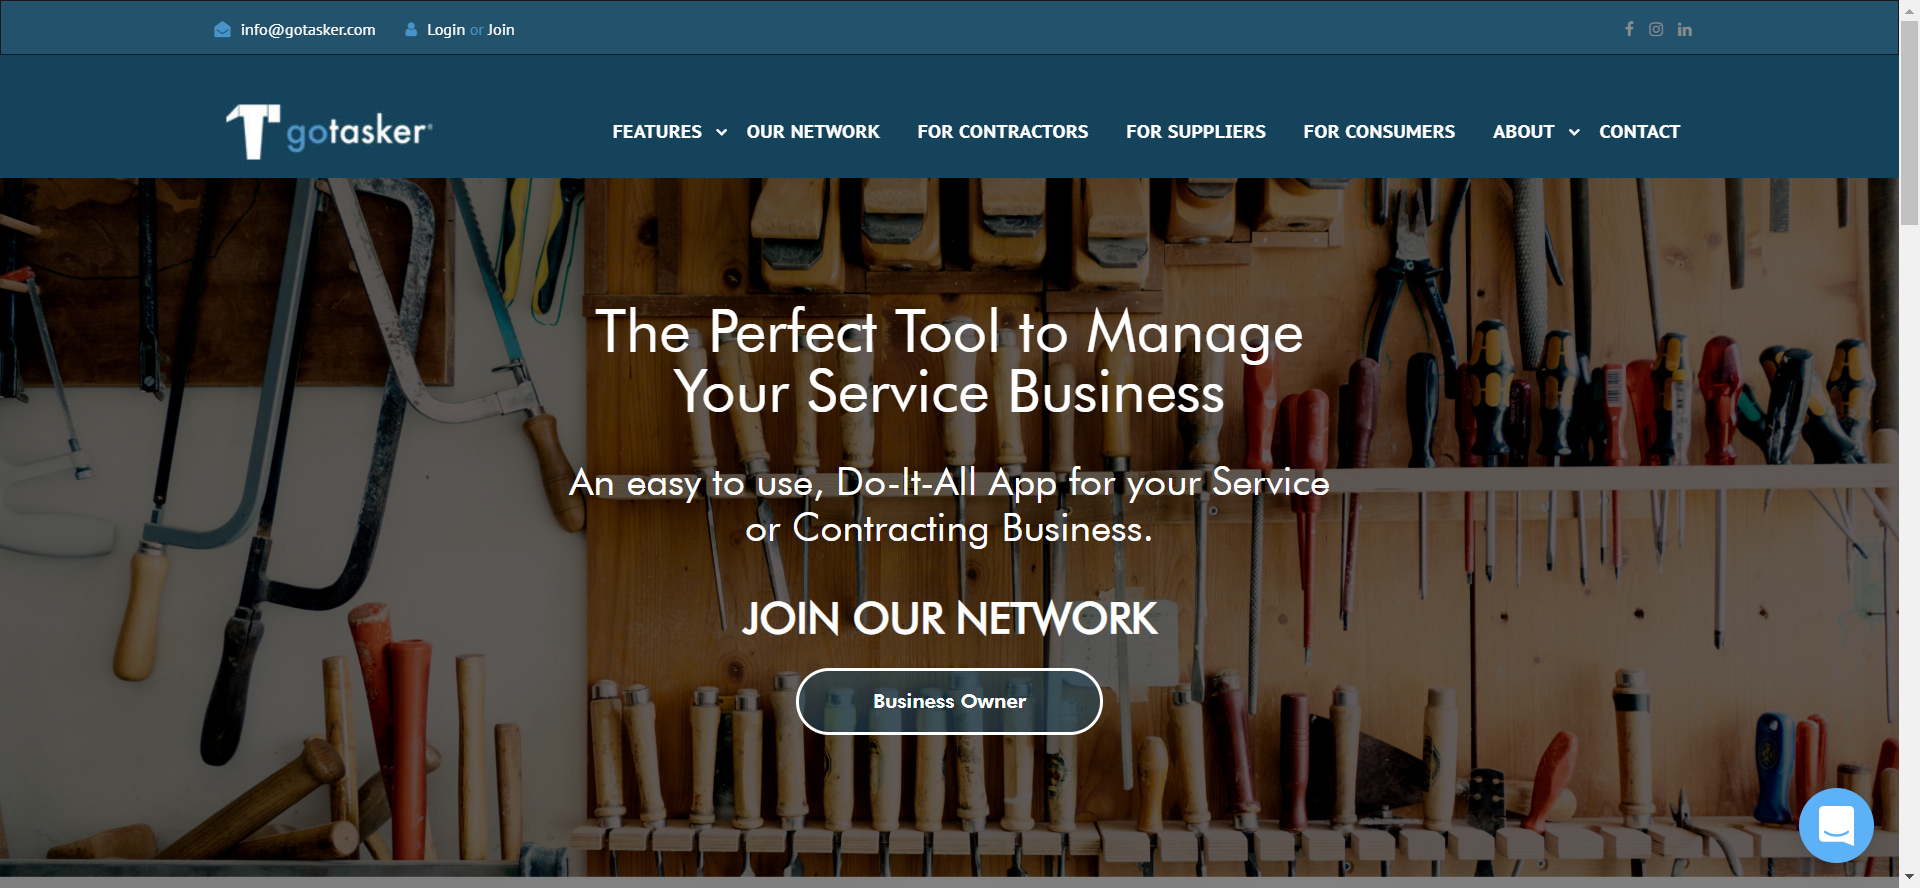 info@gotasker.com Login or Join
gotasker
FEATURES OUR NETWORK FOR CONTRACTORS FOR SUPPLIERS FOR CONSUMERS ABOUT CONTACT
The Perfect Tool to Manage
Your Service Business
An easy to use, Do-It-All App for your Service
or Contracting Business.
JOIN OUR NETWORK
Business Owner